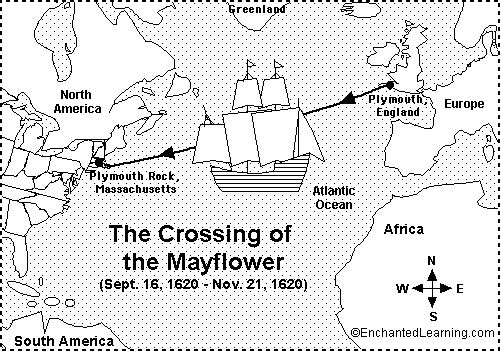 Greenland
North
America
Plymouth,
England
Europe
Plymouth Rock,
Massachusetts
Atlantic
Ocean
The Crossing of
the Mayflower
(Sept. 16, 1620 - Nov. 21, 1620)
Africa
N
W E
S
South America
©EnchantedLearning.com